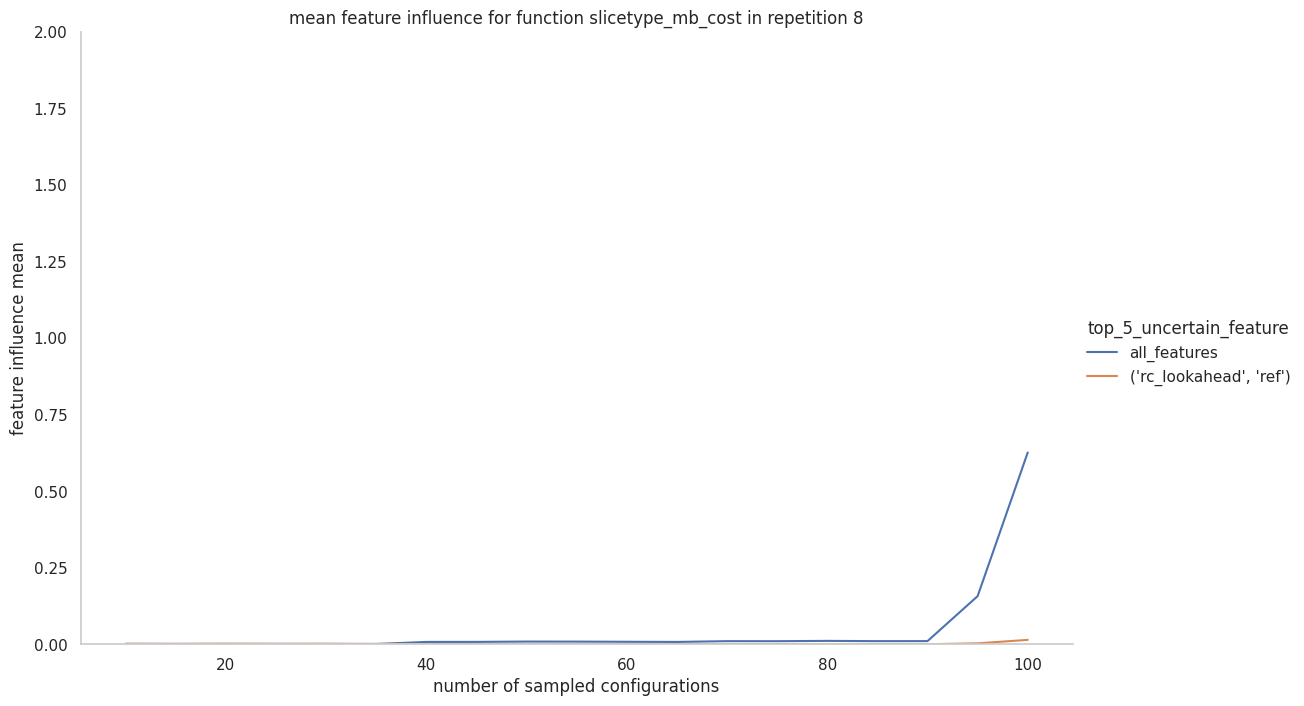 mean feature influence for function slicetype_mb_cost in repetition 8
2.00
1.75
1.50
1.25
1.00
0.75
0.50
0.25
0.00
feature influence mean
20
40
60
80
100
number of sampled configurations
top_5_uncertain_feature
all_features
('rc_lookahead', 'ref')